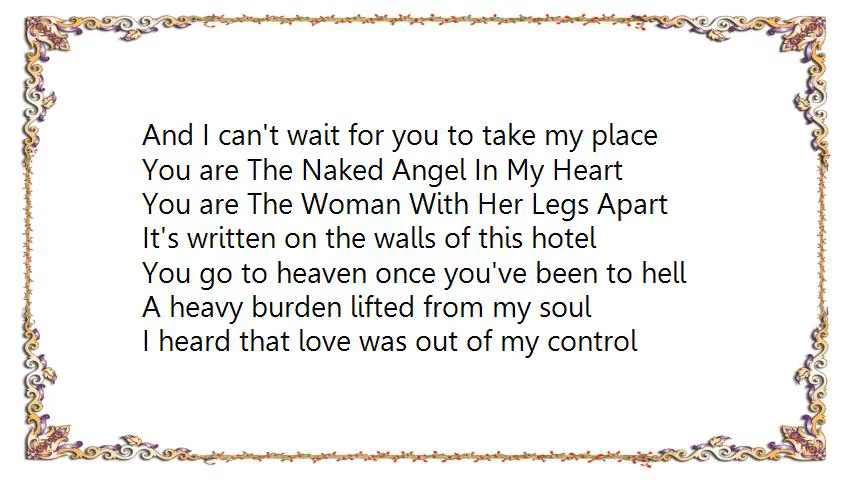 And I can't wait for you to take my place
You are The Naked Angel In My Heart
You are The Woman With Her Legs Apart
It's written on the walls of this hotel
You go to heaven once you've been to hell
A heavy burden lifted from my soul
I heard that love was out of my control